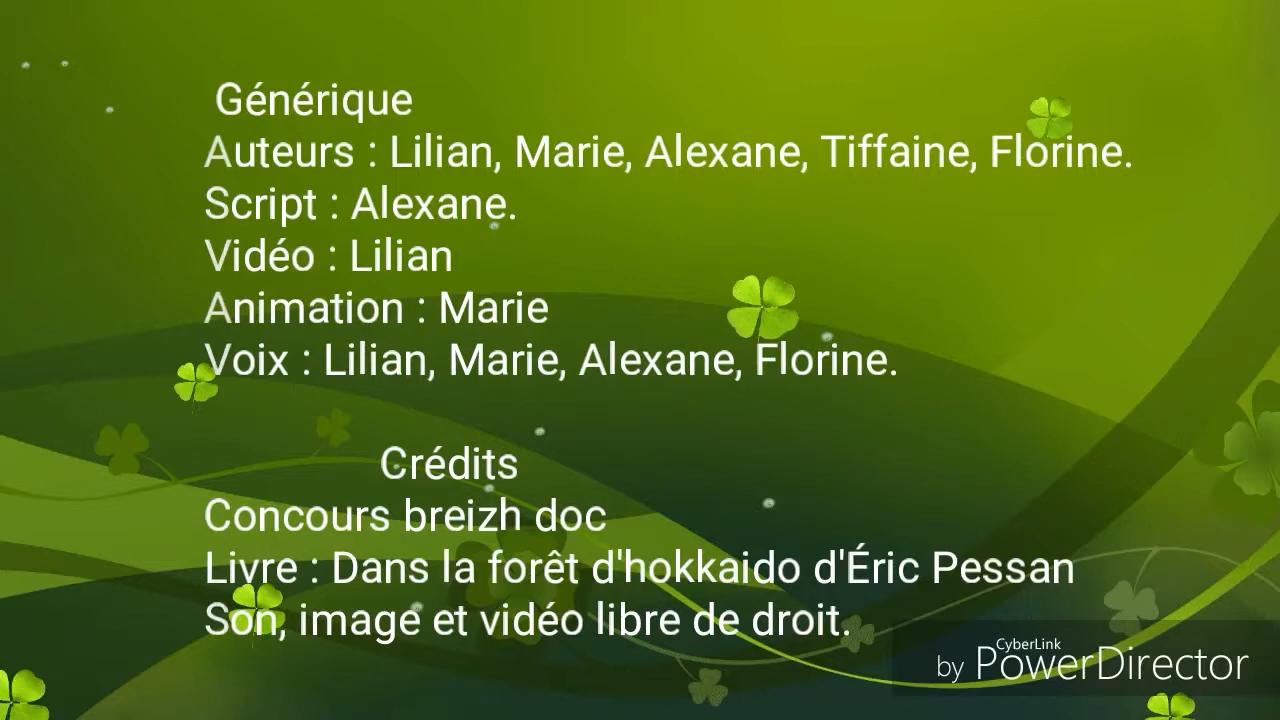 Générique
Auteurs : Lilian, Marie, Alexane, Tiffaine, Florine.
Script : Alexane.
Vidéo : Lilian
Animation : Marie
Voix : Lilian, Marie, Alexane, Florine.
Crédits
Concours breizh doc
Livre : Dans la forêt d'hokkaido d'Éric Pessan
Son, image et vidéo libre de droit.
CyberLink
by PowerDirector